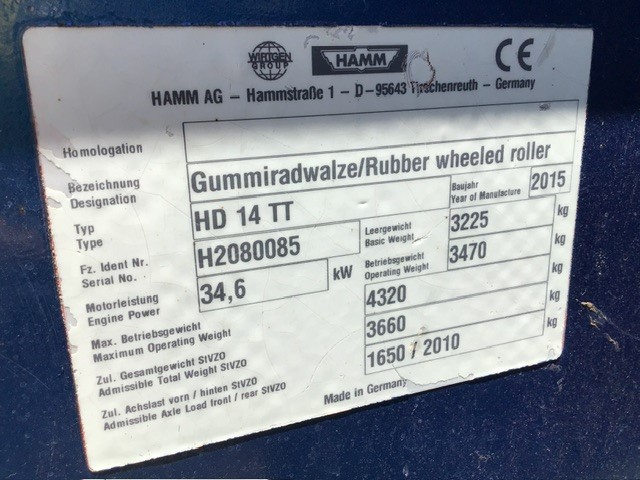 WIRTGEN GROUP
HAMM
CE
HAMM AG – Hammstraße 1 – D–95643 Tirschenreuth – Germany
Homologation
Bezeichnung
Designation
Gummiradwalze/Rubber wheeled roller
Typ
Type
HD 14 TT
Baujahr
Year of Manufacture
2015
Fz. Ident Nr.
Serial No.
H2080085
Leergewicht
Basic Weight
3225 kg
Motorleistung
Engine Power
34,6 kW
Betriebsgewicht
Operating Weight
3470 kg
Max. Betriebsgewicht
Maximum Operating Weight
4320 kg
Zul. Gesamtgewicht StVZO
Admissible Total Weight StVZO
3660 kg
Zul. Achslast vorn / hinten StVZO
Admissible Axle Load front / rear StVZO
1650 / 2010 kg
Made in Germany